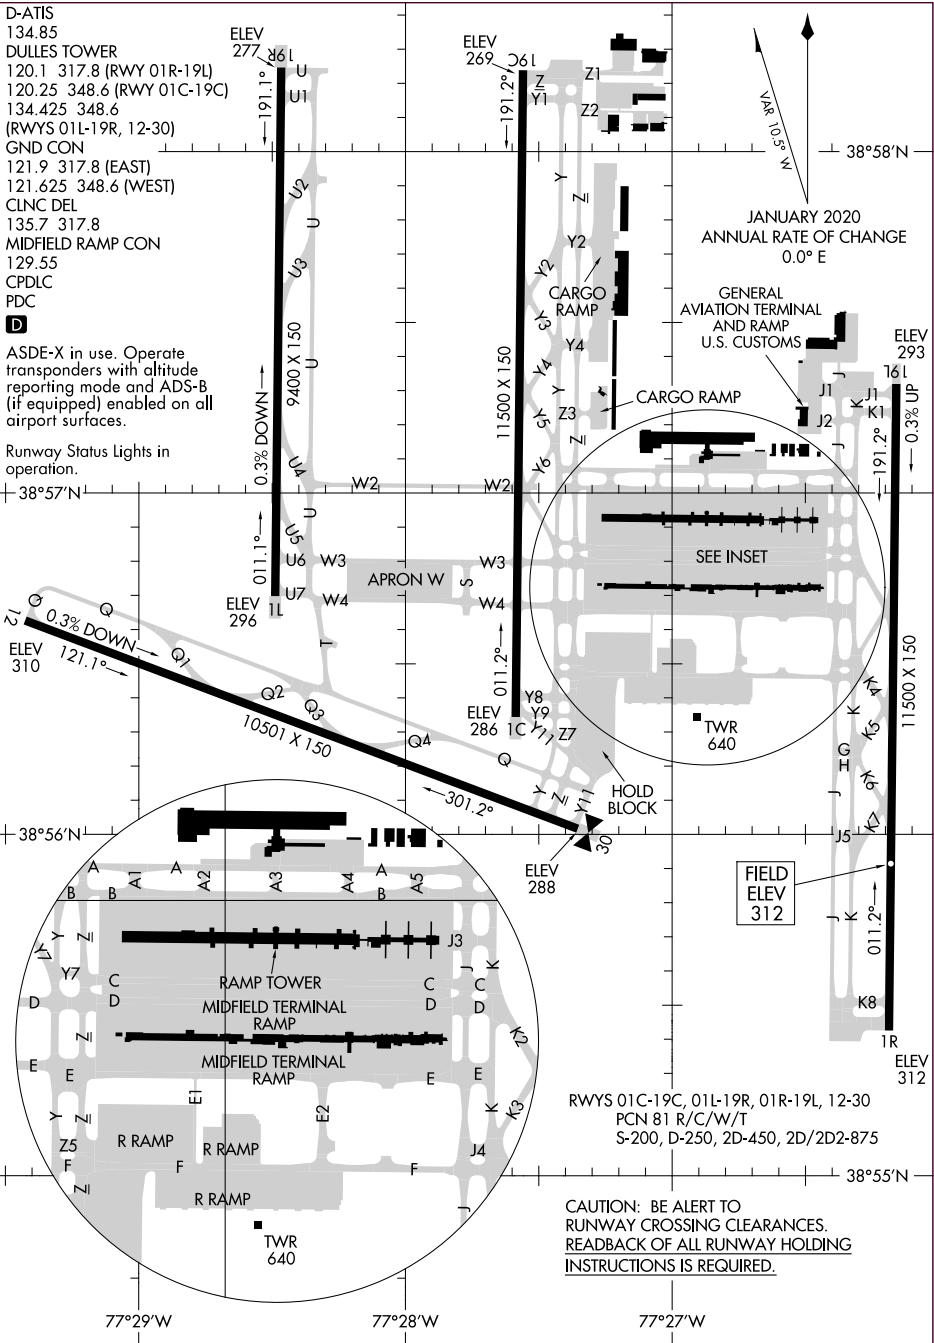 D-ATIS
134.85
DULLES TOWER
120.1 317.8 (RWY 01R-19L)
120.25 348.6 (RWY 01C-19C)
134.425 348.6
(RWYS 01L-19R, 12-30)
GND CON
121.9 317.8 (EAST)
121.625 348.6 (WEST)
CLNC DEL
135.7 317.8
MIDFIELD RAMP CON
129.55
CPDLC
PDC
D
ASDE-X in use. Operate
transponders with altitude
reporting mode and ADS-B
(if equipped) enabled on all
airport surfaces.
Runway Status Lights in
operation.
ELEV
277
19R
191.1°
U
U1
U2
U
U3
U
9400 X 150
0.3% DOWN
U4
U
U5
011.1°
U6
U7
ELEV
296
1L
W2
W2
W3
W3
W4
W4
APRON W
S
T
ELEV
269
19C
191.2°
Z
Y1
Z1
Z2
Y
Z
Y2
Y2
CARGO
RAMP
Y3
Y4
Y4
11500 X 150
Y
Y5
Z3
CARGO RAMP
Z
Y6
011.2°
ELEV
286
1C
Y8
Y9
Y11
Z7
VAR 10.5° W
JANUARY 2020
ANNUAL RATE OF CHANGE
0.0° E
38°58'N
GENERAL
AVIATION TERMINAL
AND RAMP
U.S. CUSTOMS
ELEV
293
19L
J
J1
J1
K
K1
J2
J
191.2°
0.3% UP
38°57'N
SEE INSET
TWR
640
11500 X 150
K4
K
K5
G
H
K6
J
K7
J5
FIELD
ELEV
312
J
K
011.2°
K8
1R
ELEV
312
12
Q
0.3% DOWN
Q
ELEV
310
121.1°
Q1
Q2
Q3
Q4
Q
10501 X 150
301.2°
Y
Z
Y11
HOLD
BLOCK
30
ELEV
288
38°56'N
A
A1
A
A2
A3
A4
A
A5
B
B
B
Y
Z
Y7
Y7
J3
J
K
RAMP TOWER
C
C
C
D
D
D
D
MIDFIELD TERMINAL
RAMP
Z
MIDFIELD TERMINAL
RAMP
K2
E
E
E
E
E1
E2
Y
Z
K
K3
R RAMP
R RAMP
Z5
J4
F
F
F
Z
R RAMP
J
TWR
640
RWYS 01C-19C, 01L-19R, 01R-19L, 12-30
PCN 81 R/C/W/T
S-200, D-250, 2D-450, 2D/2D2-875
38°55'N
CAUTION: BE ALERT TO
RUNWAY CROSSING CLEARANCES.
READBACK OF ALL RUNWAY HOLDING
INSTRUCTIONS IS REQUIRED.
77°29'W
77°28'W
77°27'W